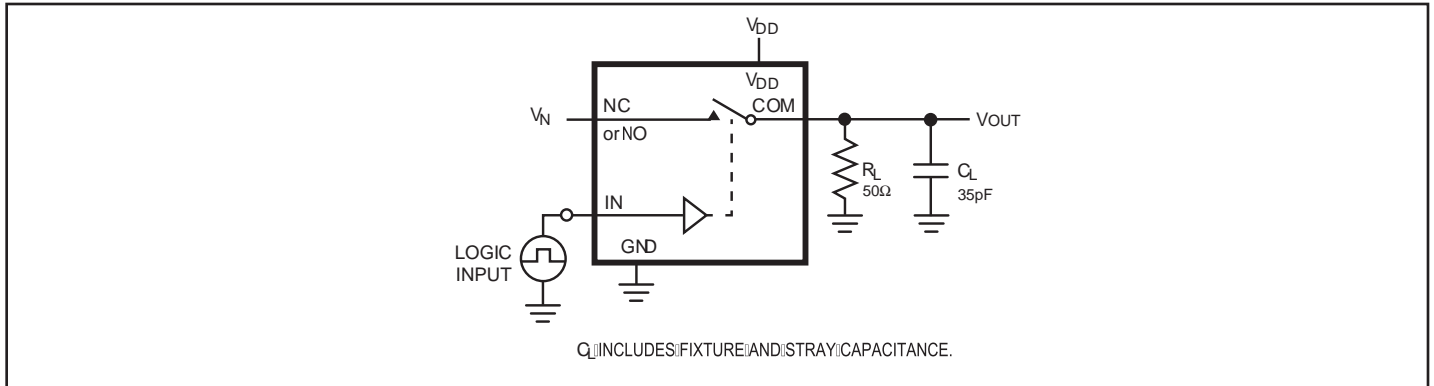 VDD
VDD
VN
NC
COM
VOUT
or NO
RL
50Ω
CL
35pF
IN
GND
LOGIC
INPUT
CL INCLUDES FIXTURE AND STRAY CAPACITANCE.